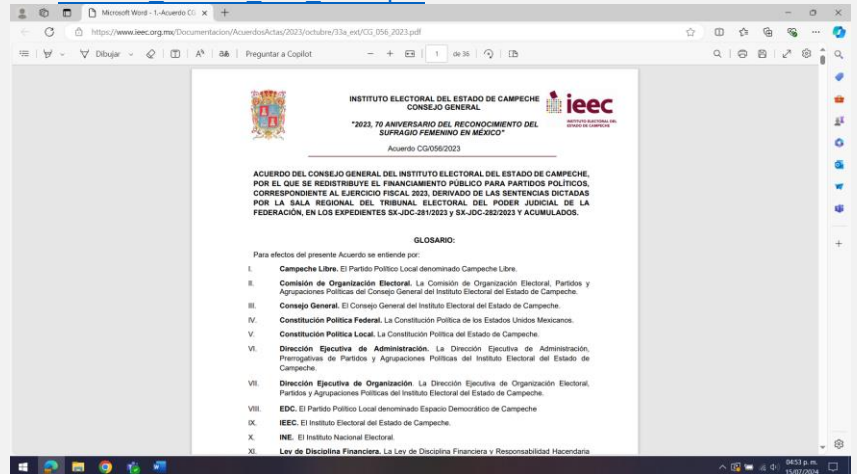 Microsoft Word - 1.-Acuerdo CG
https://www.ieec.org.mx/Documentacion/AcuerdosActas/2023/octubre/33a_ext/CG_056_2023.pdf
Dibujar
Preguntar a Copilot
1
de 36
INSTITUTO ELECTORAL DEL ESTADO DE CAMPECHE
CONSEJO GENERAL
ieec
INSTITUTO ELECTORAL DEL
ESTADO DE CAMPECHE
"2023, 70 ANIVERSARIO DEL RECONOCIMIENTO DEL
SUFRAGIO FEMENINO EN MÉXICO"
Acuerdo CG/056/2023
ACUERDO DEL CONSEJO GENERAL DEL INSTITUTO ELECTORAL DEL ESTADO DE CAMPECHE,
POR EL QUE SE REDISTRIBUYE EL FINANCIAMIENTO PÚBLICO PARA PARTIDOS POLÍTICOS,
CORRESPONDIENTE AL EJERCICIO FISCAL 2023, DERIVADO DE LAS SENTENCIAS DICTADAS
POR LA SALA REGIONAL DEL TRIBUNAL ELECTORAL DEL PODER JUDICIAL DE LA
FEDERACIÓN, EN LOS EXPEDIENTES SX-JDC-281/2023 y SX-JDC-282/2023 Y ACUMULADOS.
GLOSARIO:
Para efectos del presente Acuerdo se entiende por:
I. Campeche Libre. El Partido Político Local denominado Campeche Libre.
II. Comisión de Organización Electoral. La Comisión de Organización Electoral, Partidos y
Agrupaciones Políticas del Consejo General del Instituto Electoral del Estado de Campeche.
III. Consejo General. El Consejo General del Instituto Electoral del Estado de Campeche.
IV. Constitución Política Federal. La Constitución Política de los Estados Unidos Mexicanos.
V. Constitución Política Local. La Constitución Política del Estado de Campeche.
VI. Dirección Ejecutiva de Administración. La Dirección Ejecutiva de Administración,
Prerrogativas de Partidos y Agrupaciones Políticas del Instituto Electoral del Estado de
Campeche.
VII. Dirección Ejecutiva de Organización. La Dirección Ejecutiva de Organización Electoral,
Partidos y Agrupaciones Políticas del Instituto Electoral del Estado de Campeche.
VIII. EDC. El Partido Político Local denominado Espacio Democrático de Campeche
IX. IEEC. El Instituto Electoral del Estado de Campeche.
X. INE. El Instituto Nacional Electoral.
XI. Ley de Disciplina Financiera. La Ley de Disciplina Financiera y Responsabilidad Hacendaria
04:53 p. m.
15/07/2024